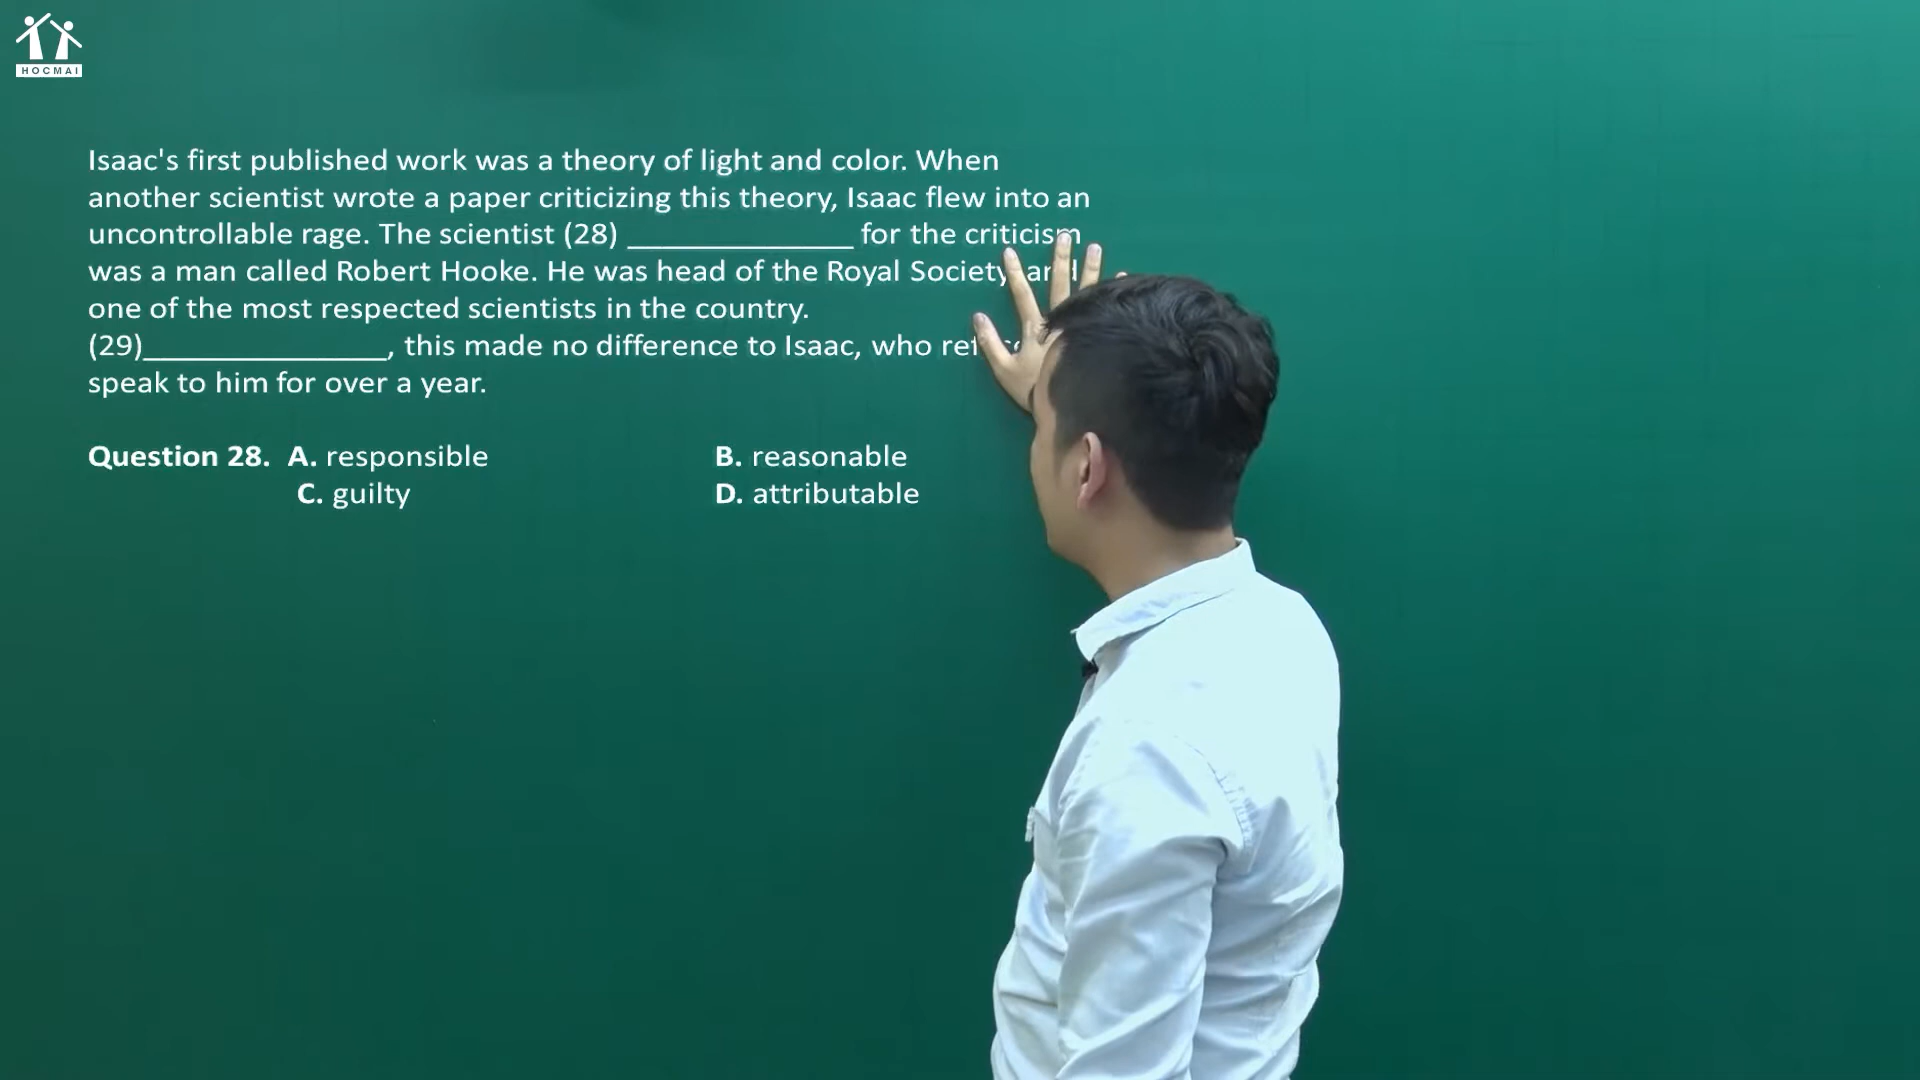 HOCMAI
Isaac's first published work was a theory of light and color. When
another scientist wrote a paper criticizing this theory, Isaac flew into an
uncontrollable rage. The scientist (28) ______________ for the criticism
was a man called Robert Hooke. He was head of the Royal Society, and
one of the most respected scientists in the country.
(29)_______________, this made no difference to Isaac, who
speak to him for over a year.
Question 28. A. responsible B. reasonable
C. guilty D. attributable